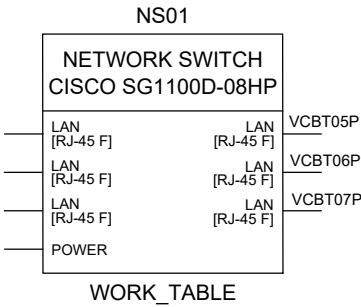 NS01
NETWORK SWITCH
CISCO SG1100D-08HP
LAN
[RJ-45 F]
LAN
[RJ-45 F]
VCBT05P
LAN
[RJ-45 F]
LAN
[RJ-45 F]
VCBT06P
LAN
[RJ-45 F]
LAN
[RJ-45 F]
VCBT07P
POWER
WORK_TABLE